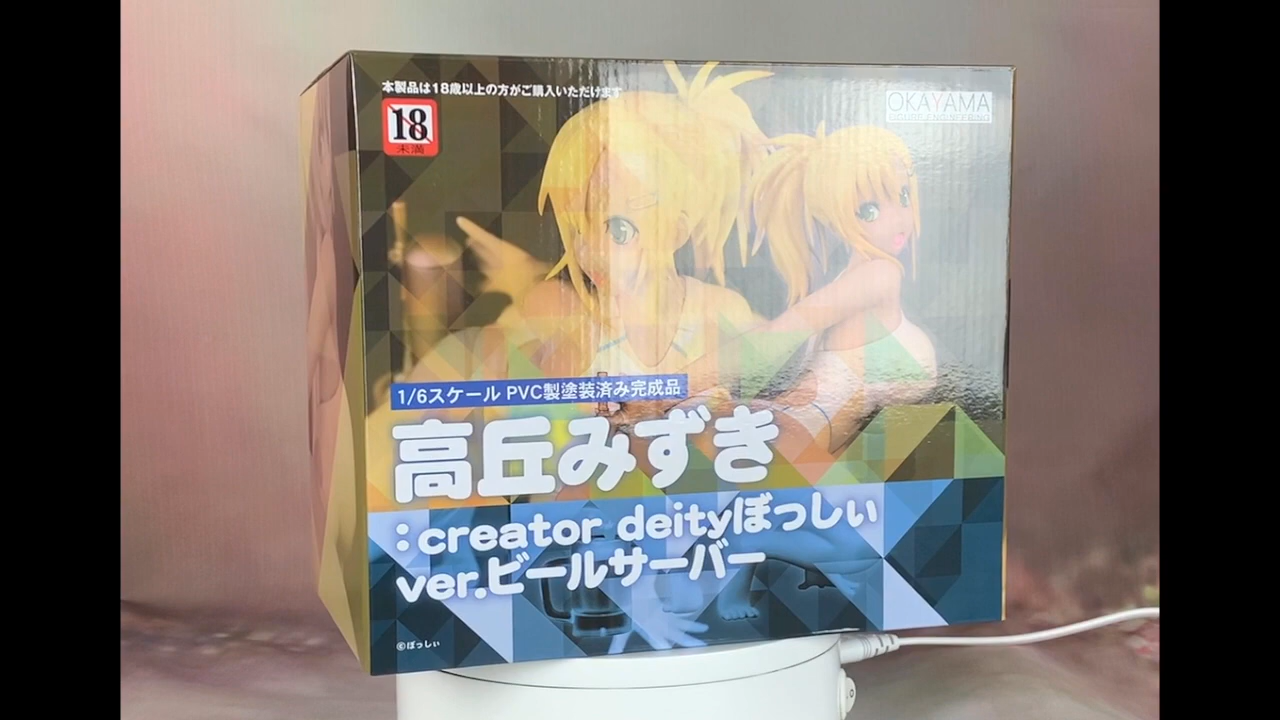 本製品は18歳以上の方がご購入いただけます
18
未満
OKAYAMA
FIGURE ENGINEERING
1/6スケール PVC製塗装済み完成品
高丘みずき
:creator deityぼっしぃ
ver.ビールサーバー
©ぼっしぃ